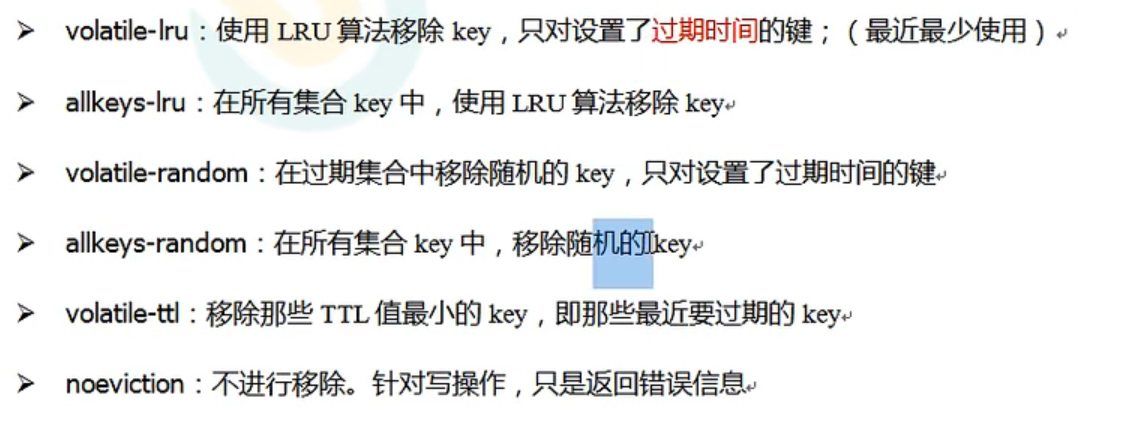 ➢ volatile-lru：使用 LRU 算法移除 key，只对设置了过期时间的键；（最近最少使用）
➢ allkeys-lru：在所有集合 key 中，使用 LRU 算法移除 key
➢ volatile-random：在过期集合中移除随机的 key，只对设置了过期时间的键
➢ allkeys-random：在所有集合 key 中，移除随机的 key
➢ volatile-ttl：移除那些 TTL 值最小的 key，即那些最近要过期的 key
➢ noeviction：不进行移除。针对写操作，只是返回错误信息